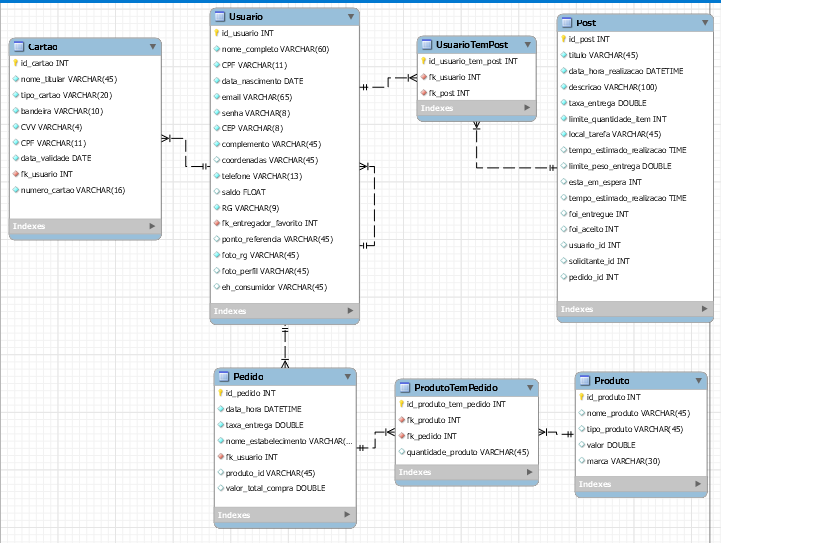 Cartao
id_cartao INT
nome_titular VARCHAR(45)
tipo_cartao VARCHAR(20)
bandeira VARCHAR(10)
CVV VARCHAR(4)
CPF VARCHAR(11)
data_validade DATE
fk_usuario INT
numero_cartao VARCHAR(16)
Indexes
Usuario
id_usuario INT
nome_completo VARCHAR(60)
CPF VARCHAR(11)
data_nascimento DATE
email VARCHAR(65)
senha VARCHAR(8)
CEP VARCHAR(8)
complemento VARCHAR(45)
coordenadas VARCHAR(45)
telefone VARCHAR(13)
saldo FLOAT
RG VARCHAR(9)
fk_entregador_favorito INT
ponto_referencia VARCHAR(45)
foto_rg VARCHAR(45)
foto_perfil VARCHAR(45)
eh_consumidor VARCHAR(45)
Indexes
UsuarioTemPost
id_usuario_tem_post INT
fk_usuario INT
fk_post INT
Indexes
Post
id_post INT
titulo VARCHAR(45)
data_hora_realizacao DATETIME
descricao VARCHAR(100)
taxa_entrega DOUBLE
limite_quantidade_item INT
local_tarefa VARCHAR(45)
tempo_estimado_realizacao TIME
limite_peso_entrega DOUBLE
esta_em_espera INT
tempo_estimado_realizacao TIME
foi_entregue INT
foi_aceito INT
usuario_id INT
solicitante_id INT
pedido_id INT
Indexes
Pedido
id_pedido INT
data_hora DATETIME
taxa_entrega DOUBLE
nome_estabelecimento VARCHAR(...
fk_usuario INT
produto_id VARCHAR(45)
valor_total_compra DOUBLE
Indexes
ProdutoTemPedido
id_produto_tem_pedido INT
fk_produto INT
fk_pedido INT
quantidade_produto VARCHAR(45)
Indexes
Produto
id_produto INT
nome_produto VARCHAR(45)
tipo_produto VARCHAR(45)
valor DOUBLE
marca VARCHAR(30)
Indexes